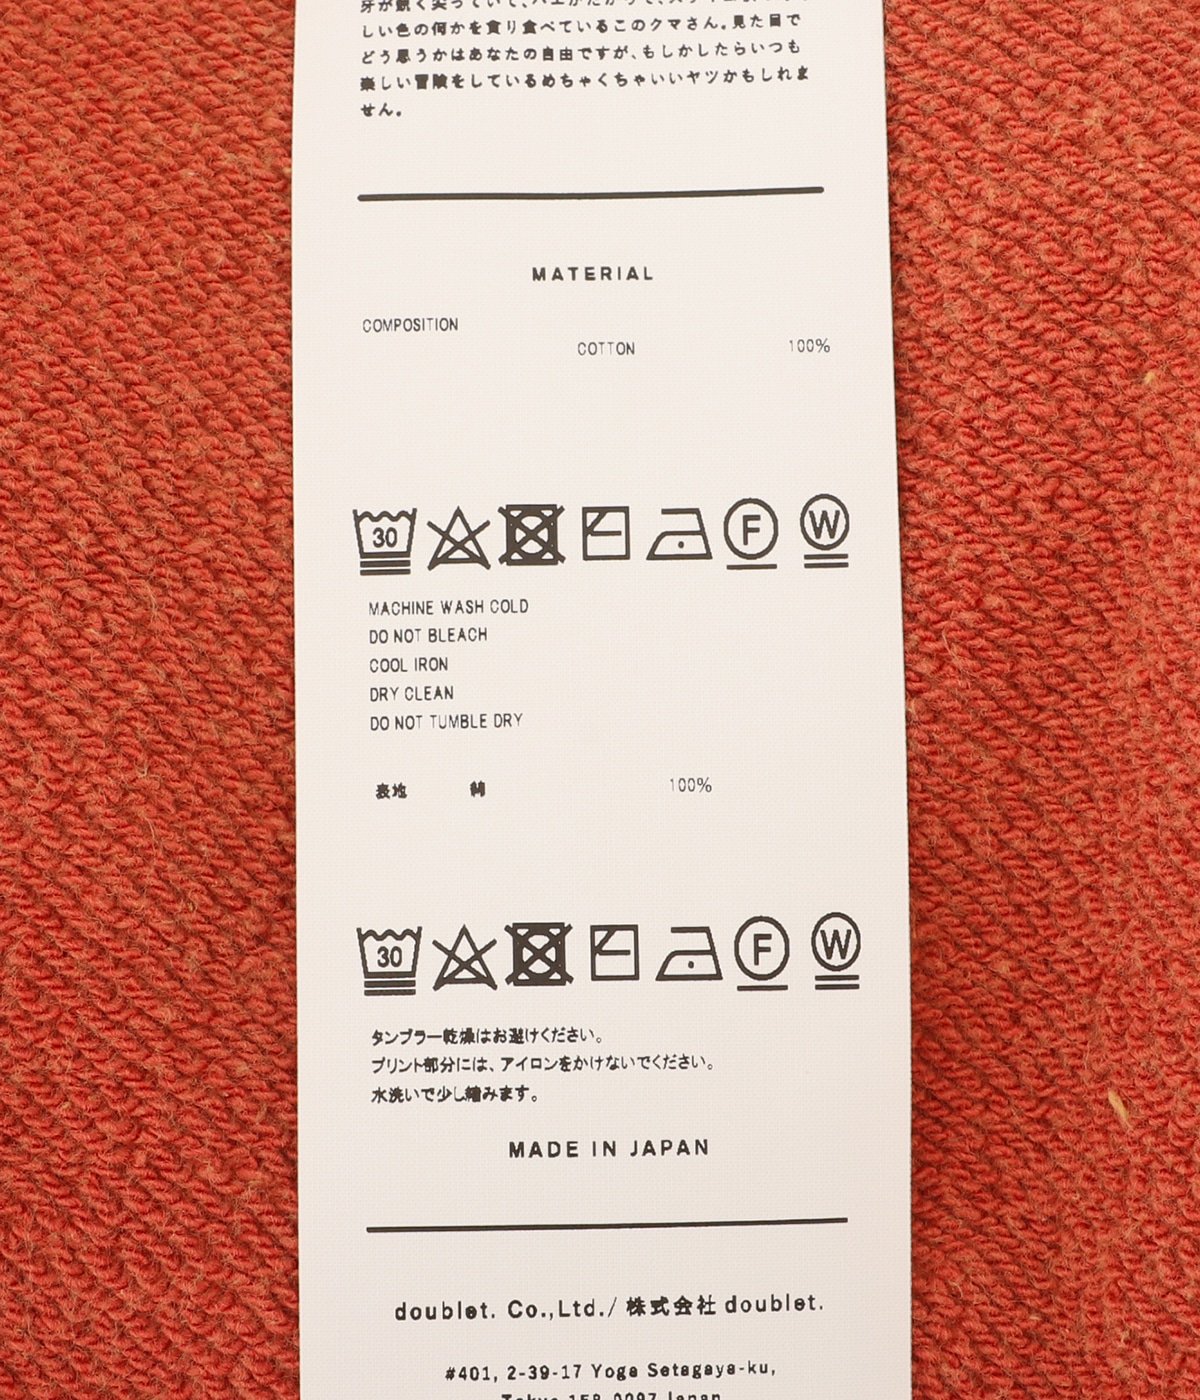 しい色の何かを貪り食べているこのクマさん。見た目で
どう思うかはあなたの自由ですが、もしかしたらいつも
楽しい冒険をしているめちゃくちゃいいヤツかもしれま
せん。
MATERIAL
COMPOSITION
COTTON 100%
30 F W
MACHINE WASH COLD
DO NOT BLEACH
COOL IRON
DRY CLEAN
DO NOT TUMBLE DRY
表地 綿 100%
30 F W
タンブラー乾燥はお避けください。
プリント部分には、アイロンをかけないでください。
水洗いで少し縮みます。
MADE IN JAPAN
doublet. Co.,Ltd./ 株式会社 doublet.
#401, 2-39-17 Yoga Setagaya-ku,
Tokyo 158-0097 Japan